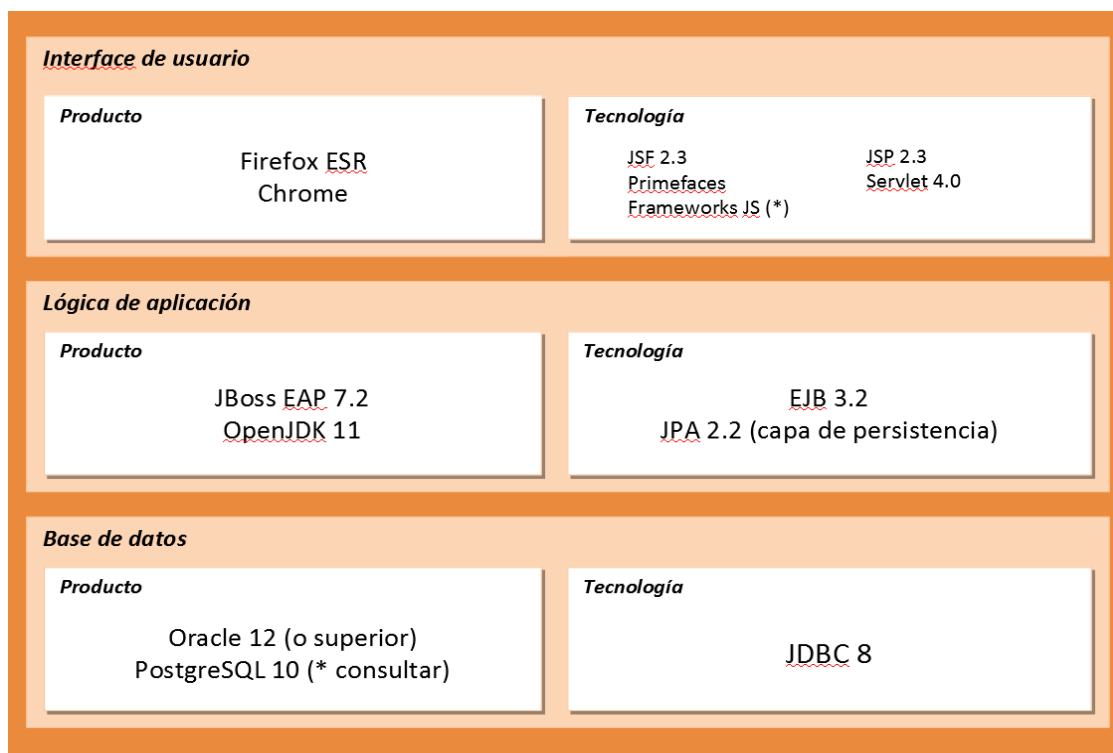 Interface de usuario
Producto
Firefox ESR
Chrome
Tecnología
JSF 2.3
Primefaces
Frameworks JS (*)
JSP 2.3
Servlet 4.0
Lógica de aplicación
Producto
JBoss EAP 7.2
OpenJDK 11
Tecnología
EJB 3.2
JPA 2.2 (capa de persistencia)
Base de datos
Producto
Oracle 12 (o superior)
PostgreSQL 10 (* consultar)
Tecnología
JDBC 8